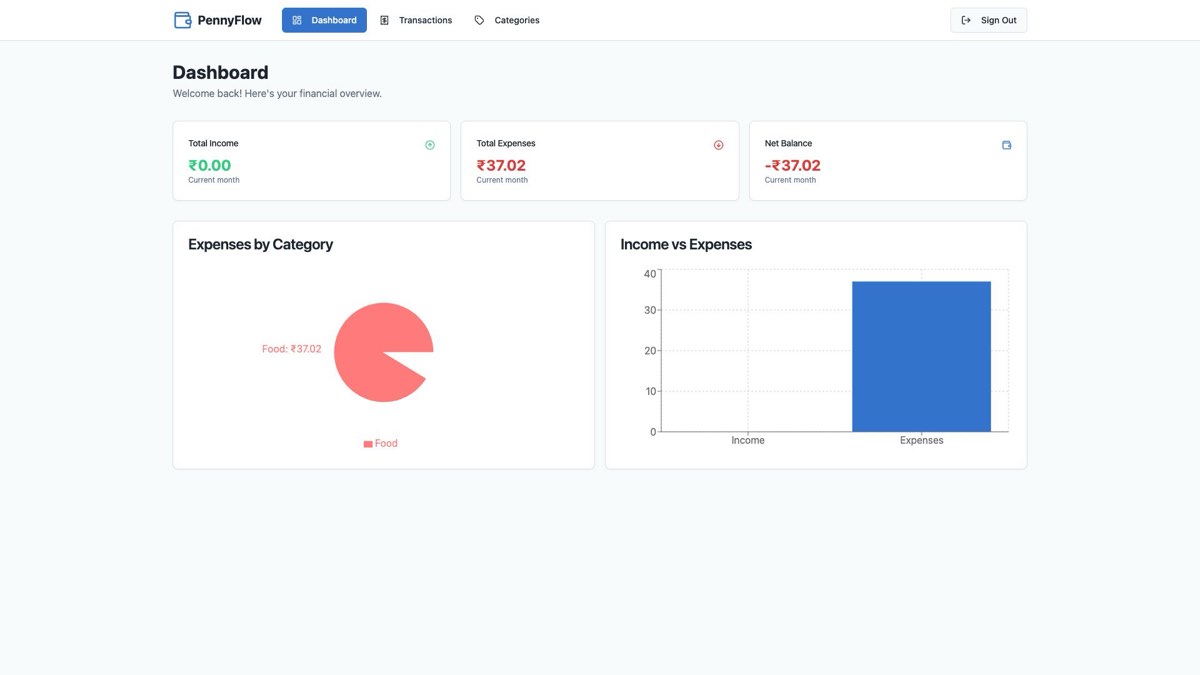 PennyFlow
Dashboard
Transactions
Categories
Sign Out
Dashboard
Welcome back! Here's your financial overview.
Total Income
₹0.00
Current month
Total Expenses
₹37.02
Current month
Net Balance
-₹37.02
Current month
Expenses by Category
Food: ₹37.02
Food
Income vs Expenses
40
30
20
10
0
Income
Expenses